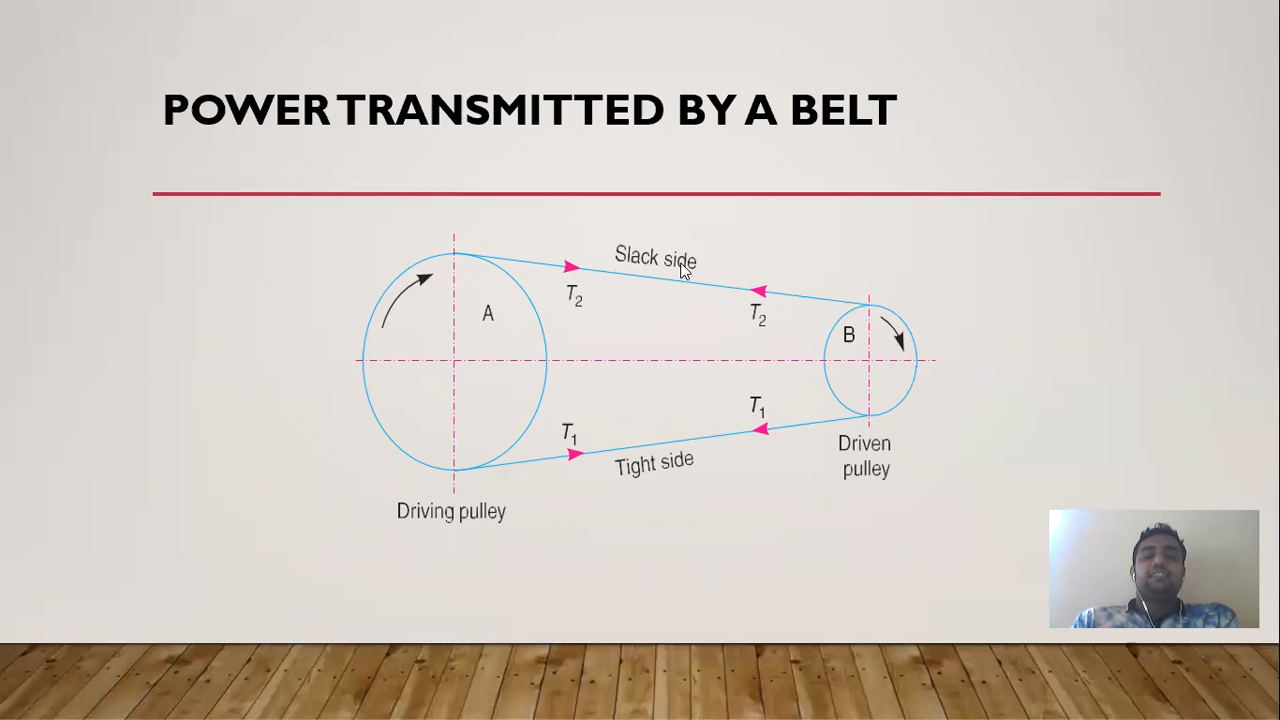 POWER TRANSMITTED BY A BELT
Slack side
T2
T2
A
B
T1
T1
Tight side
Driven
pulley
Driving pulley